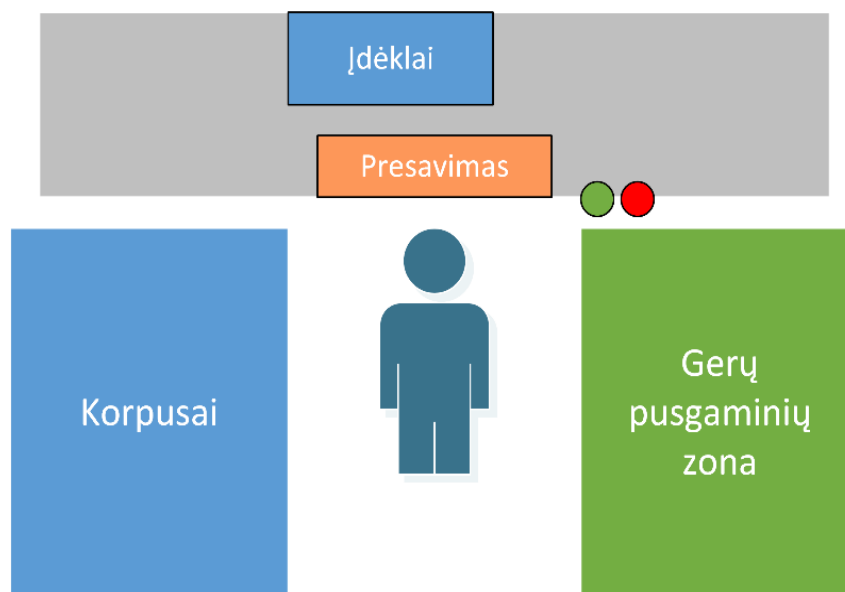 Įdėklai
Presavimas
Korpusai
Gerų
pusgaminių
zona